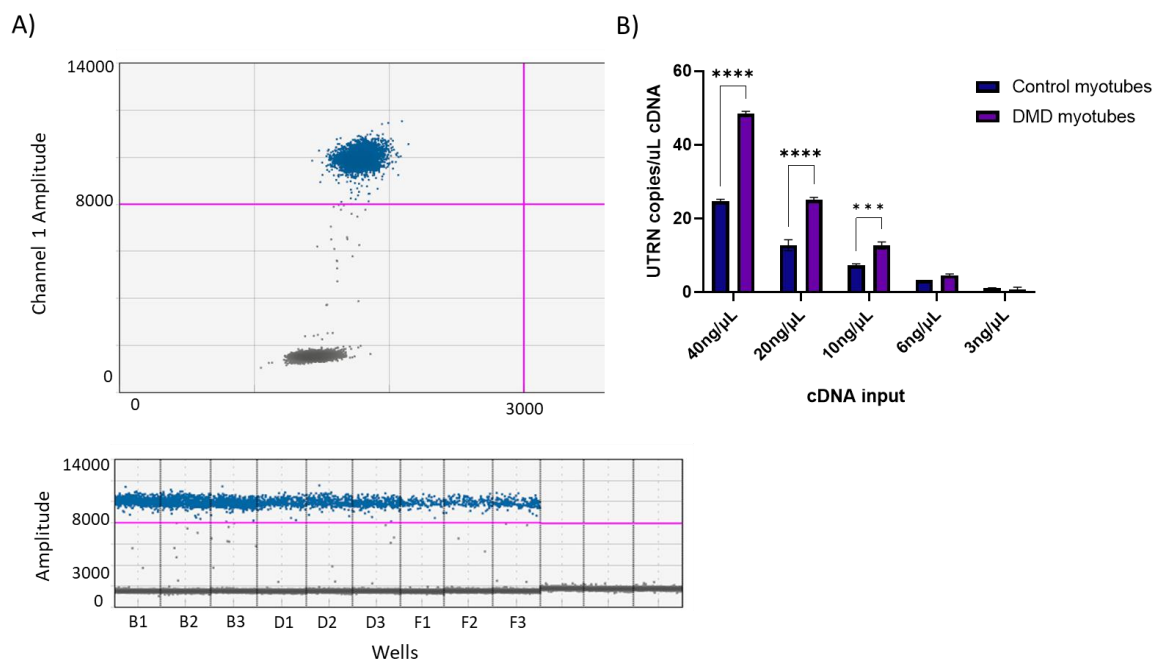 A)
14000
8000
0
Channel 1 Amplitude
0
3000
14000
8000
3000
0
Amplitude
B1 B2 B3 D1 D2 D3 F1 F2 F3
Wells
B)
60
40
20
0
UTRN copies/uL cDNA
****
****
***
Control myotubes
DMD myotubes
40ng/µL 20ng/µL 10ng/µL 6ng/µL 3ng/µL
cDNA input